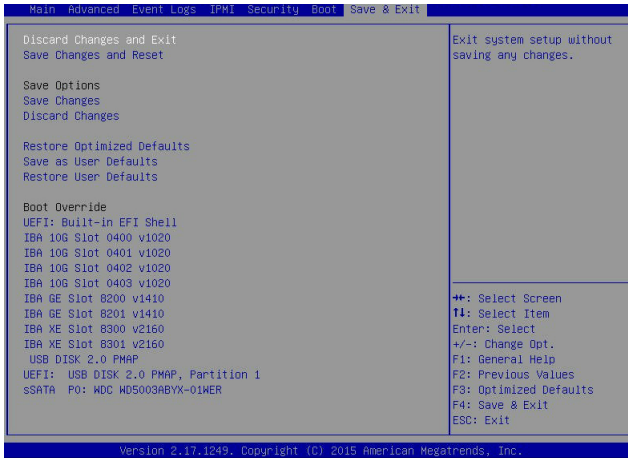 Main Advanced Event Logs IPMI Security Boot Save & Exit
Discard Changes and Exit
Save Changes and Reset
Save Options
Save Changes
Discard Changes
Restore Optimized Defaults
Save as User Defaults
Restore User Defaults
Boot Override
UEFI: Built-in EFI Shell
IBA 10G Slot 0400 v1020
IBA 10G Slot 0401 v1020
IBA 10G Slot 0402 v1020
IBA 10G Slot 0403 v1020
IBA GE Slot 8200 v1410
IBA GE Slot 8201 v1410
IBA XE Slot 8300 v2160
IBA XE Slot 8301 v2160
USB DISK 2.0 PMAP
UEFI: USB DISK 2.0 PMAP, Partition 1
sSATA P0: WDC WD5003ABYX-01WER
Exit system setup without
saving any changes.
→←: Select Screen
↑↓: Select Item
Enter: Select
+/-: Change Opt.
F1: General Help
F2: Previous Values
F3: Optimized Defaults
F4: Save & Exit
ESC: Exit
Version 2.17.1249. Copyright (C) 2015 American Megatrends, Inc.